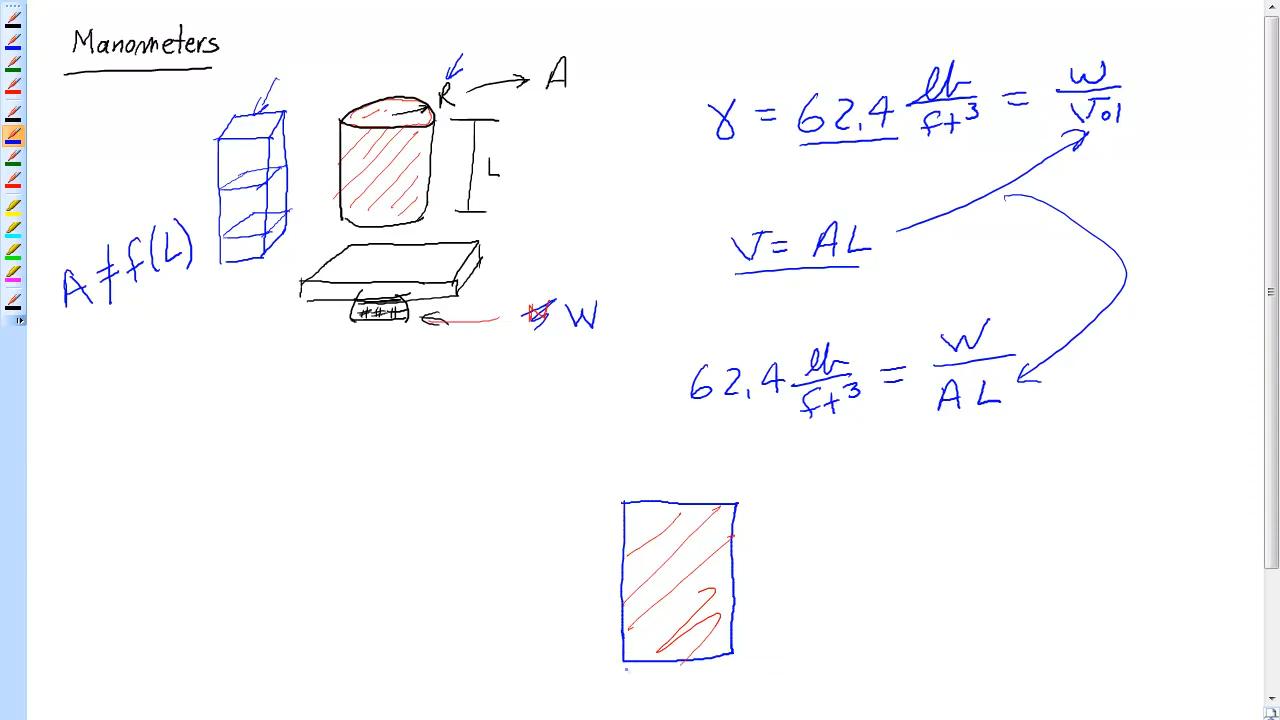 Manometers
R → A
L
A ≠ f(L)
###
W
γ = 62.4 lb/ft³ = W/Vol
V = AL
62.4 lb/ft³ = W/AL